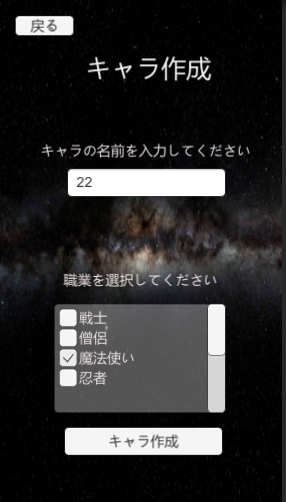 戻る
キャラ作成
キャラの名前を入力してください
22
職業を選択してください
戦士
僧侶
魔法使い
忍者
キャラ作成